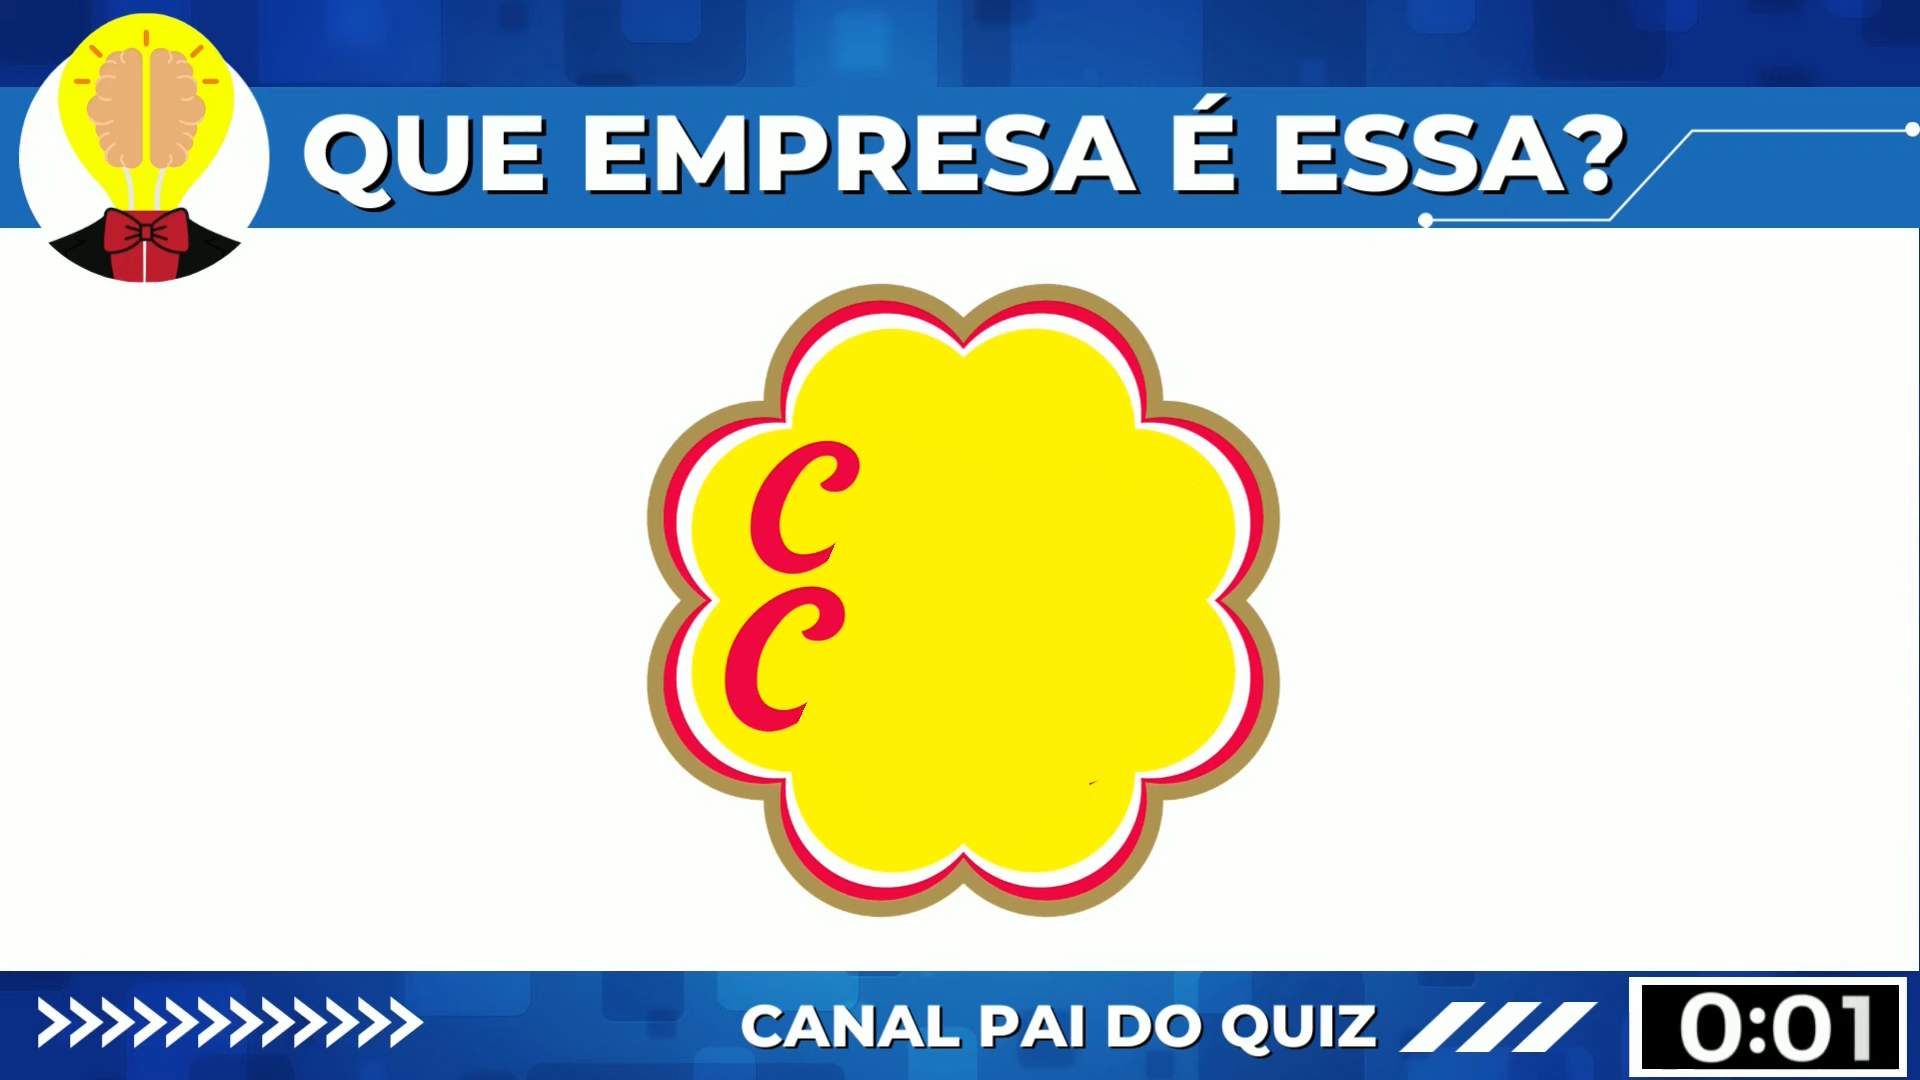 QUE EMPRESA É ESSA?
C
C
CANAL PAI DO QUIZ
0:01